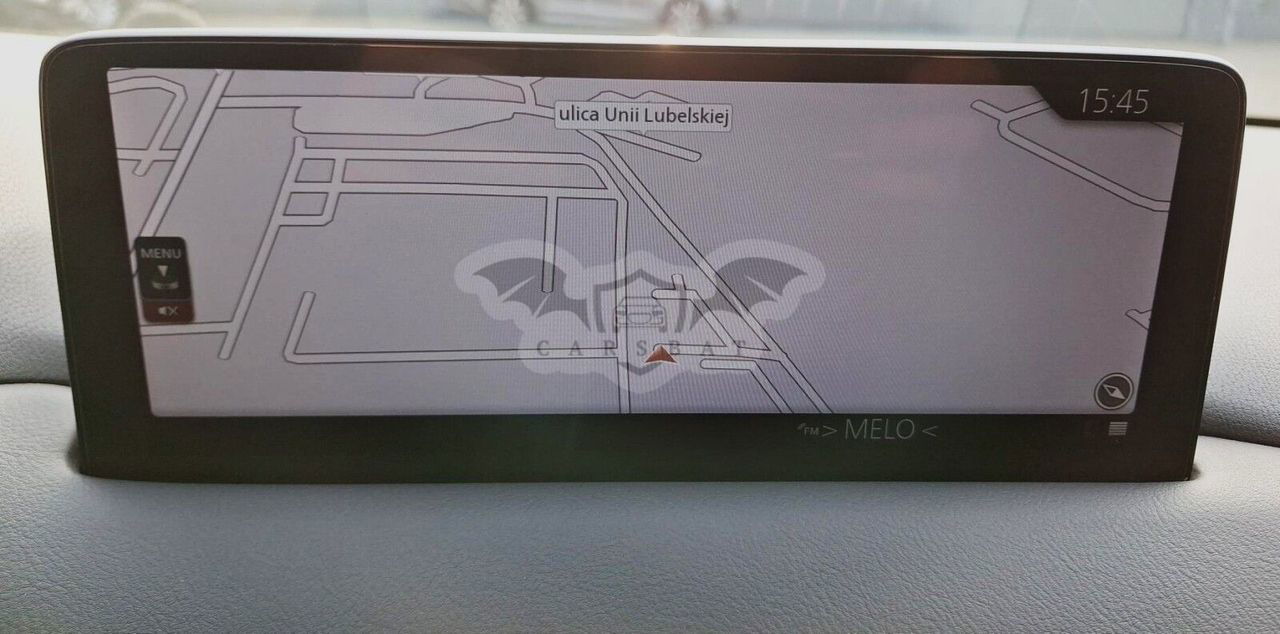 ulica Unii Lubelskiej
15:45
MENU
CARSBAT
FM > MELO <